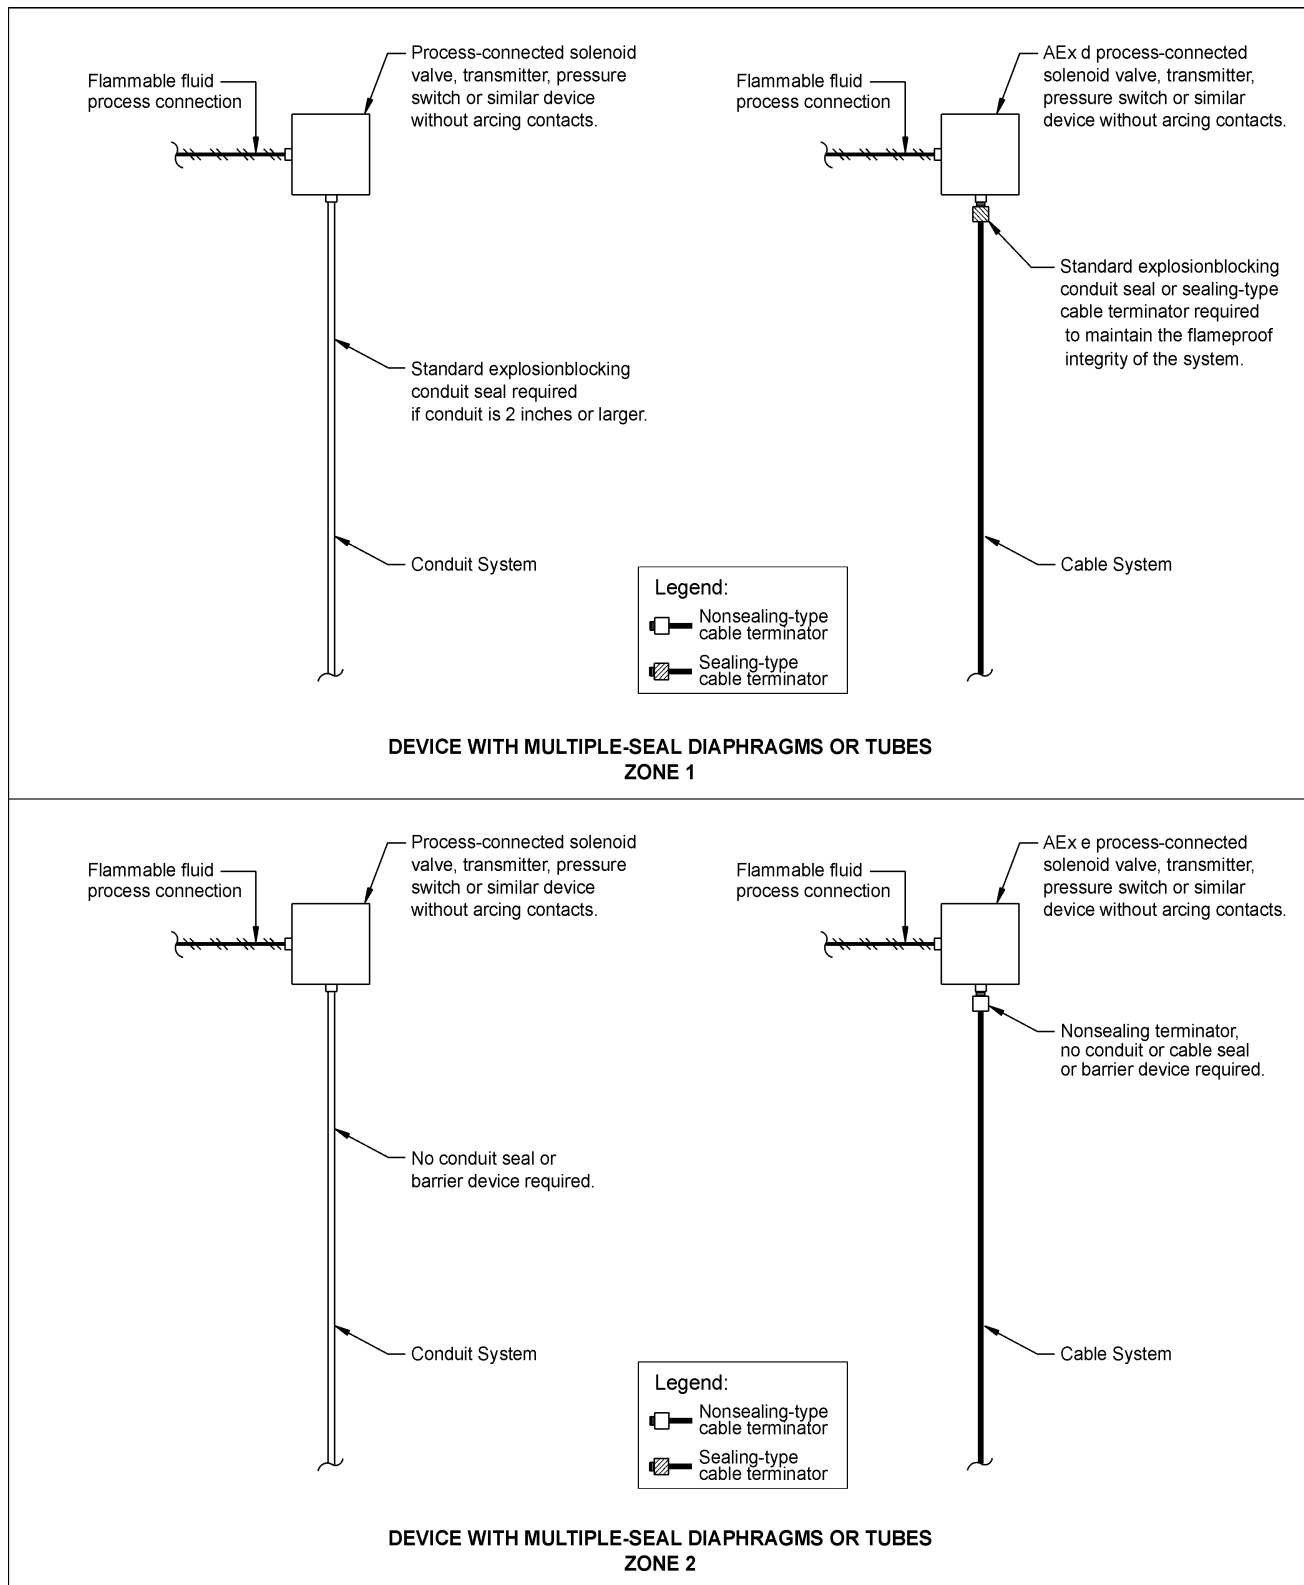 Flammable fluid
process connection
Process-connected solenoid
valve, transmitter, pressure
switch or similar device
without arcing contacts.
Standard explosionblocking
conduit seal required
if conduit is 2 inches or larger.
Conduit System
Flammable fluid
process connection
AEx d process-connected
solenoid valve, transmitter,
pressure switch or similar
device without arcing contacts.
Standard explosionblocking
conduit seal or sealing-type
cable terminator required
to maintain the flameproof
integrity of the system.
Cable System
Legend:
Nonsealing-type
cable terminator
Sealing-type
cable terminator
DEVICE WITH MULTIPLE-SEAL DIAPHRAGMS OR TUBES
ZONE 1
Flammable fluid
process connection
Process-connected solenoid
valve, transmitter, pressure
switch or similar device
without arcing contacts.
No conduit seal or
barrier device required.
Conduit System
Flammable fluid
process connection
AEx e process-connected
solenoid valve, transmitter,
pressure switch or similar
device without arcing contacts.
Nonsealing terminator,
no conduit or cable seal
or barrier device required.
Cable System
Legend:
Nonsealing-type
cable terminator
Sealing-type
cable terminator
DEVICE WITH MULTIPLE-SEAL DIAPHRAGMS OR TUBES
ZONE 2